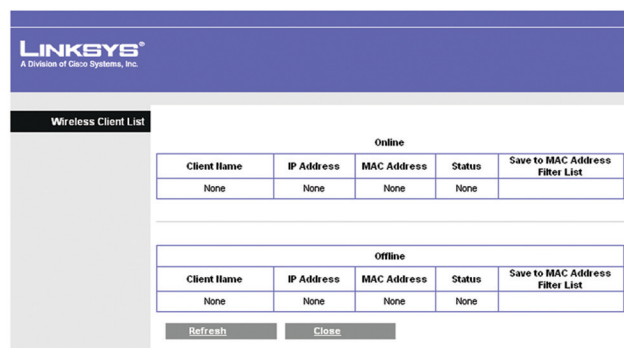 LINKSYS®
A Division of Cisco Systems, Inc.
Wireless Client List
Online
Client Name IP Address MAC Address Status Save to MAC Address Filter List
None None None None
Offline
Client Name IP Address MAC Address Status Save to MAC Address Filter List
None None None None
Refresh Close